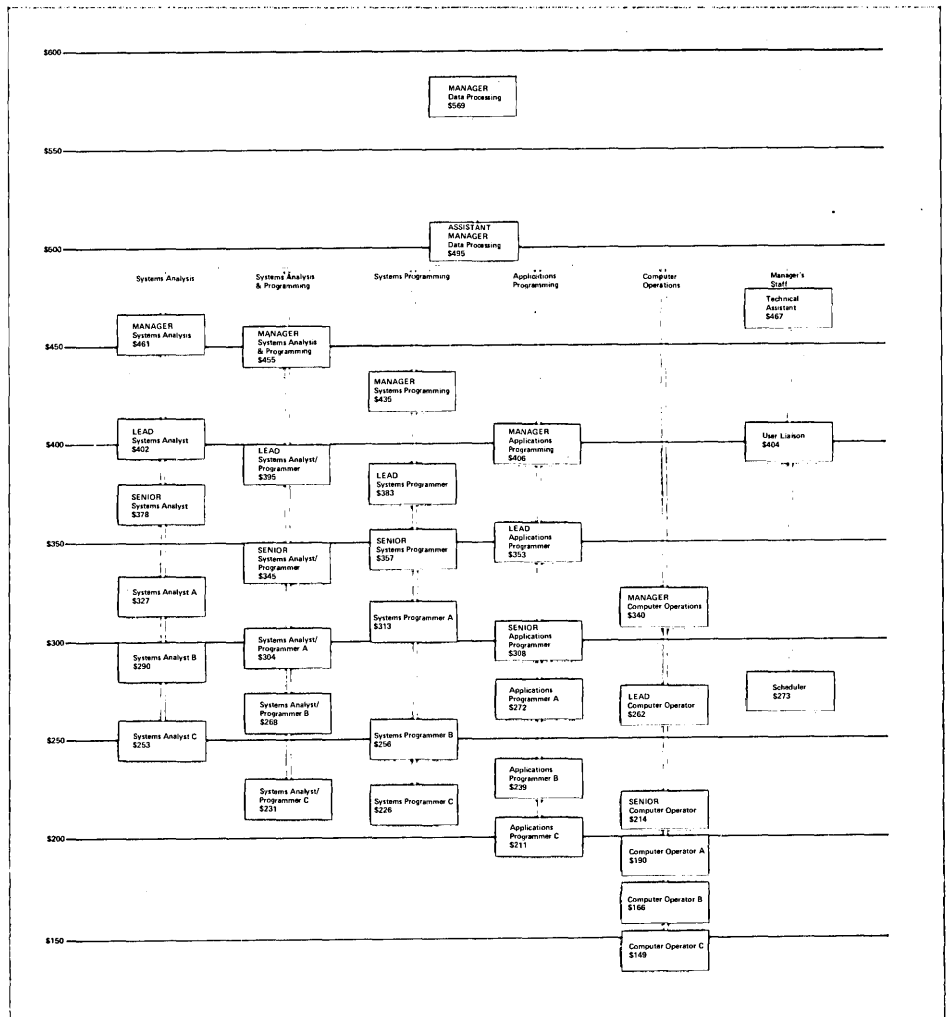 $600
MANAGER
Data Processing
$569
$550
ASSISTANT
MANAGER
Data Processing
$495
$500
Systems Analysis
Systems Analysis
& Programming
Systems Programming
Applications
Programming
Computer
Operations
Manager's
Staff
Technical
Assistant
$467
MANAGER
Systems Analysis
$461
MANAGER
Systems Analysis
& Programming
$455
$450
MANAGER
Systems Programming
$435
$400
LEAD
Systems Analyst
$402
LEAD
Systems Analyst/
Programmer
$395
LEAD
Systems Programmer
$383
MANAGER
Applications
Programming
$406
User Liaison
$404
SENIOR
Systems Analyst
$378
$350
SENIOR
Systems Analyst/
Programmer
$345
SENIOR
Systems Programmer
$357
LEAD
Applications
Programmer
$353
Systems Analyst A
$327
Systems Programmer A
$313
MANAGER
Computer Operations
$340
$300
Systems Analyst/
Programmer A
$304
SENIOR
Applications
Programmer
$308
Systems Analyst B
$290
Systems Analyst/
Programmer B
$268
Applications
Programmer A
$272
LEAD
Computer Operator
$262
Scheduler
$273
$250
Systems Analyst C
$253
Systems Programmer B
$256
Systems Analyst/
Programmer C
$231
Systems Programmer C
$226
Applications
Programmer B
$239
SENIOR
Computer Operator
$214
$200
Applications
Programmer C
$211
Computer Operator A
$190
Computer Operator B
$166
$150
Computer Operator C
$149